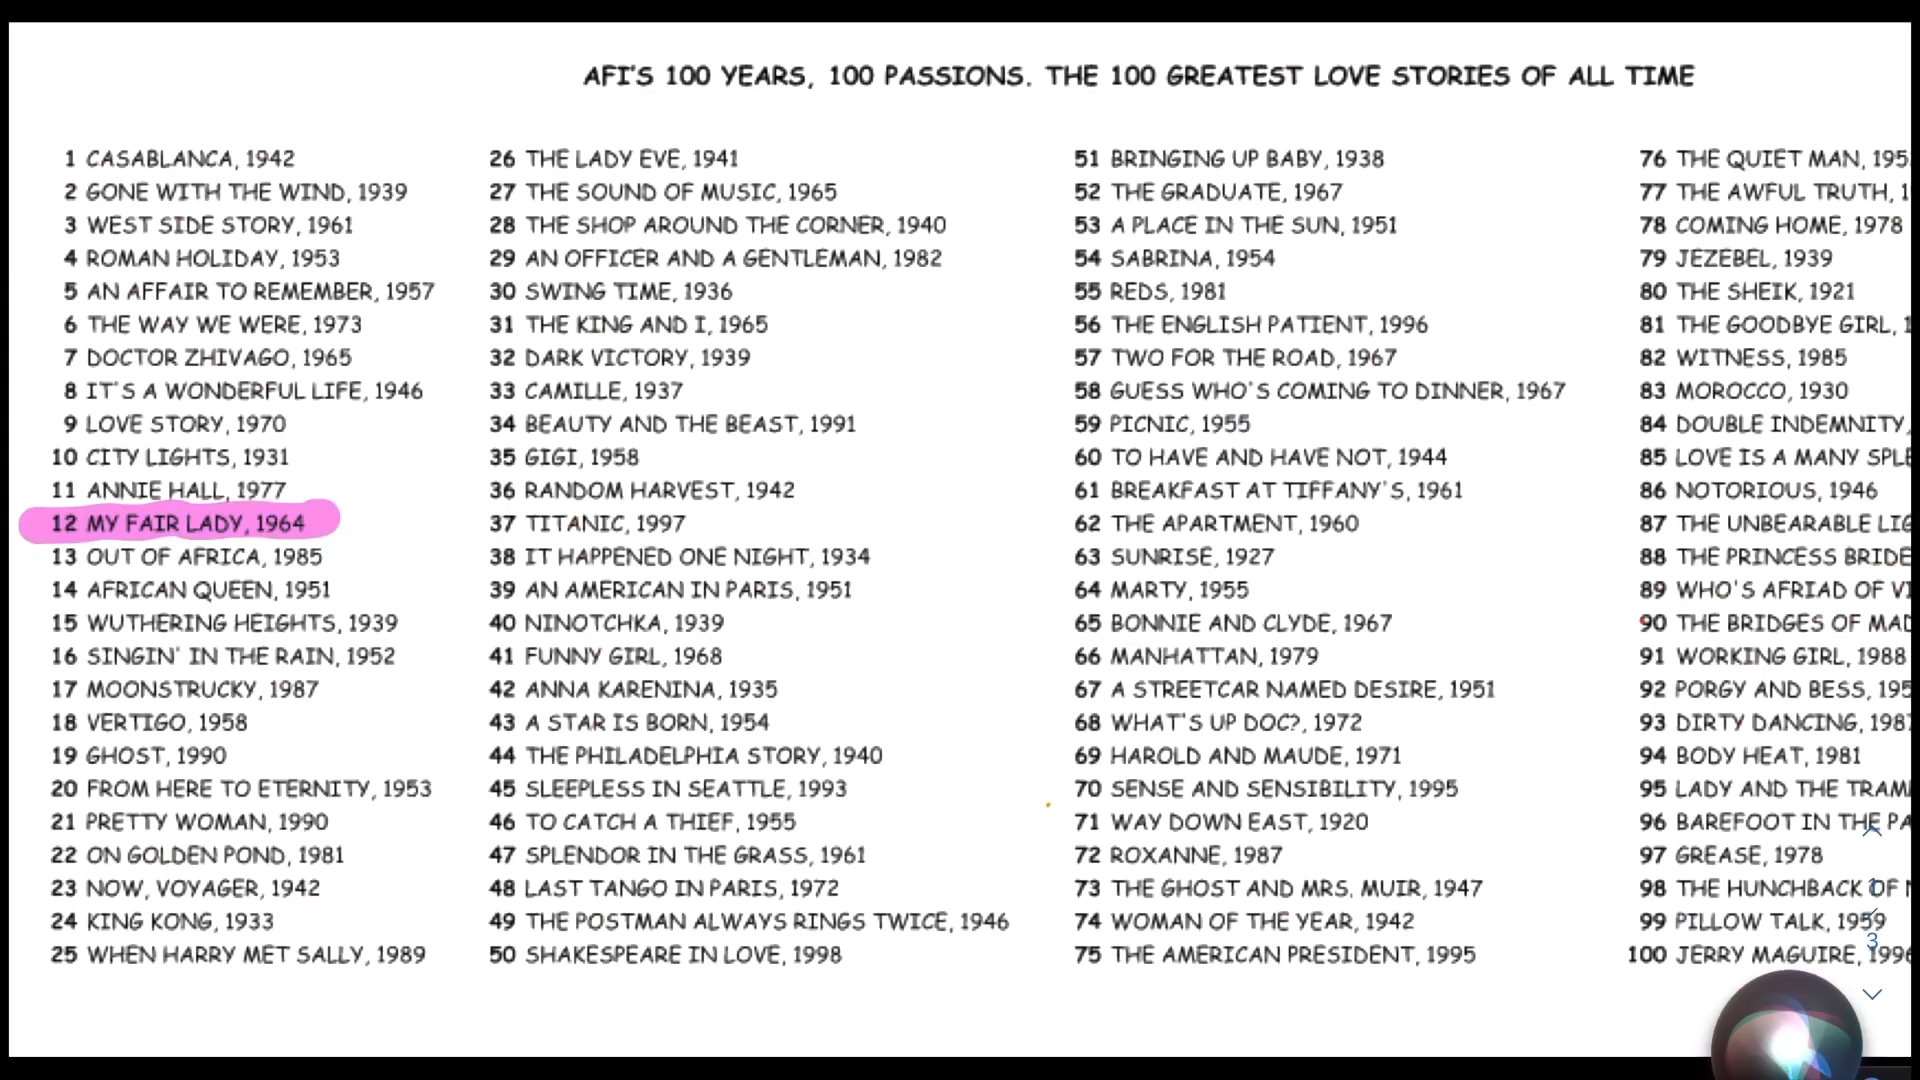 AFI'S 100 YEARS, 100 PASSIONS. THE 100 GREATEST LOVE STORIES OF ALL TIME
1 CASABLANCA, 1942
2 GONE WITH THE WIND, 1939
3 WEST SIDE STORY, 1961
4 ROMAN HOLIDAY, 1953
5 AN AFFAIR TO REMEMBER, 1957
6 THE WAY WE WERE, 1973
7 DOCTOR ZHIVAGO, 1965
8 IT'S A WONDERFUL LIFE, 1946
9 LOVE STORY, 1970
10 CITY LIGHTS, 1931
11 ANNIE HALL, 1977
12 MY FAIR LADY, 1964
13 OUT OF AFRICA, 1985
14 AFRICAN QUEEN, 1951
15 WUTHERING HEIGHTS, 1939
16 SINGIN' IN THE RAIN, 1952
17 MOONSTRUCKY, 1987
18 VERTIGO, 1958
19 GHOST, 1990
20 FROM HERE TO ETERNITY, 1953
21 PRETTY WOMAN, 1990
22 ON GOLDEN POND, 1981
23 NOW, VOYAGER, 1942
24 KING KONG, 1933
25 WHEN HARRY MET SALLY, 1989
26 THE LADY EVE, 1941
27 THE SOUND OF MUSIC, 1965
28 THE SHOP AROUND THE CORNER, 1940
29 AN OFFICER AND A GENTLEMAN, 1982
30 SWING TIME, 1936
31 THE KING AND I, 1965
32 DARK VICTORY, 1939
33 CAMILLE, 1937
34 BEAUTY AND THE BEAST, 1991
35 GIGI, 1958
36 RANDOM HARVEST, 1942
37 TITANIC, 1997
38 IT HAPPENED ONE NIGHT, 1934
39 AN AMERICAN IN PARIS, 1951
40 NINOTCHKA, 1939
41 FUNNY GIRL, 1968
42 ANNA KARENINA, 1935
43 A STAR IS BORN, 1954
44 THE PHILADELPHIA STORY, 1940
45 SLEEPLESS IN SEATTLE, 1993
46 TO CATCH A THIEF, 1955
47 SPLENDOR IN THE GRASS, 1961
48 LAST TANGO IN PARIS, 1972
49 THE POSTMAN ALWAYS RINGS TWICE, 1946
50 SHAKESPEARE IN LOVE, 1998
51 BRINGING UP BABY, 1938
52 THE GRADUATE, 1967
53 A PLACE IN THE SUN, 1951
54 SABRINA, 1954
55 REDS, 1981
56 THE ENGLISH PATIENT, 1996
57 TWO FOR THE ROAD, 1967
58 GUESS WHO'S COMING TO DINNER, 1967
59 PICNIC, 1955
60 TO HAVE AND HAVE NOT, 1944
61 BREAKFAST AT TIFFANY'S, 1961
62 THE APARTMENT, 1960
63 SUNRISE, 1927
64 MARTY, 1955
65 BONNIE AND CLYDE, 1967
66 MANHATTAN, 1979
67 A STREETCAR NAMED DESIRE, 1951
68 WHAT'S UP DOC?, 1972
69 HAROLD AND MAUDE, 1971
70 SENSE AND SENSIBILITY, 1995
71 WAY DOWN EAST, 1920
72 ROXANNE, 1987
73 THE GHOST AND MRS. MUIR, 1947
74 WOMAN OF THE YEAR, 1942
75 THE AMERICAN PRESIDENT, 1995
76 THE QUIET MAN, 195
77 THE AWFUL TRUTH, 1
78 COMING HOME, 1978
79 JEZEBEL, 1939
80 THE SHEIK, 1921
81 THE GOODBYE GIRL, 1
82 WITNESS, 1985
83 MOROCCO, 1930
84 DOUBLE INDEMNITY,
85 LOVE IS A MANY SPLE
86 NOTORIOUS, 1946
87 THE UNBEARABLE LIG
88 THE PRINCESS BRIDE
89 WHO'S AFRIAD OF VI
90 THE BRIDGES OF MAD
91 WORKING GIRL, 1988
92 PORGY AND BESS, 195
93 DIRTY DANCING, 1987
94 BODY HEAT, 1981
95 LADY AND THE TRAM
96 BAREFOOT IN THE PA
97 GREASE, 1978
98 THE HUNCHBACK OF
99 PILLOW TALK, 1959
100 JERRY MAGUIRE, 1996
1
3